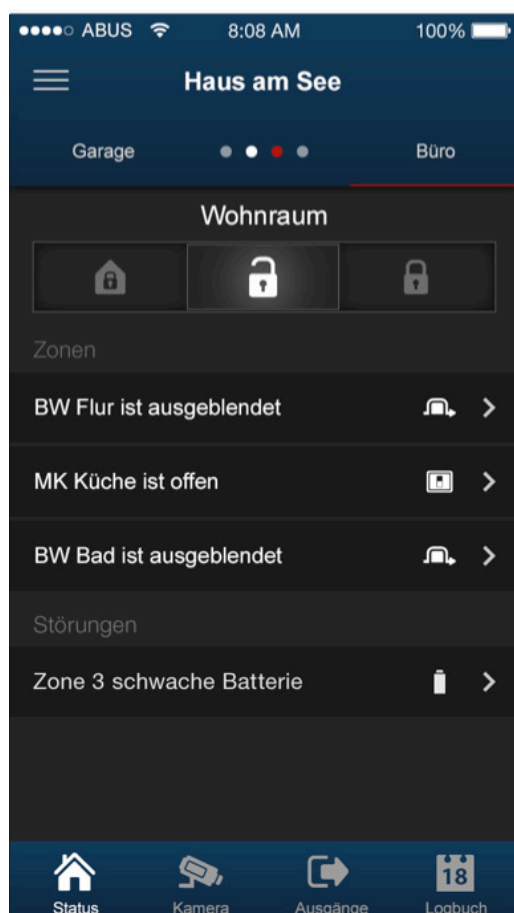 ABUS 8:08 AM 100%
Haus am See
Garage Büro
Wohnraum
Zonen
BW Flur ist ausgeblendet
MK Küche ist offen
BW Bad ist ausgeblendet
Störungen
Zone 3 schwache Batterie
18
Status Kamera Ausgänge Logbuch